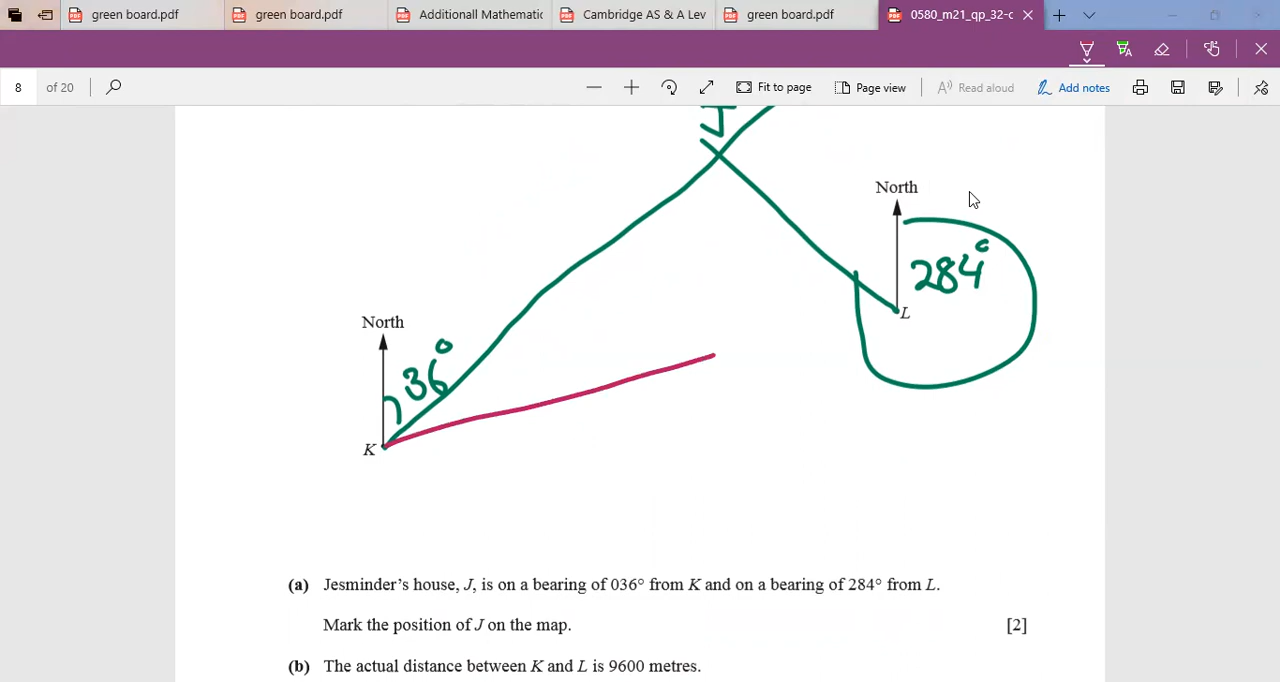 green board.pdf
green board.pdf
Additionall Mathematic
Cambridge AS & A Lev
green board.pdf
0580_m21_qp_32-c
8 of 20
Fit to page
Page view
Read aloud
Add notes
J
North
284°
L
North
036°
K
(a) Jesminder's house, J, is on a bearing of 036° from K and on a bearing of 284° from L.
Mark the position of J on the map. [2]
(b) The actual distance between K and L is 9600 metres.